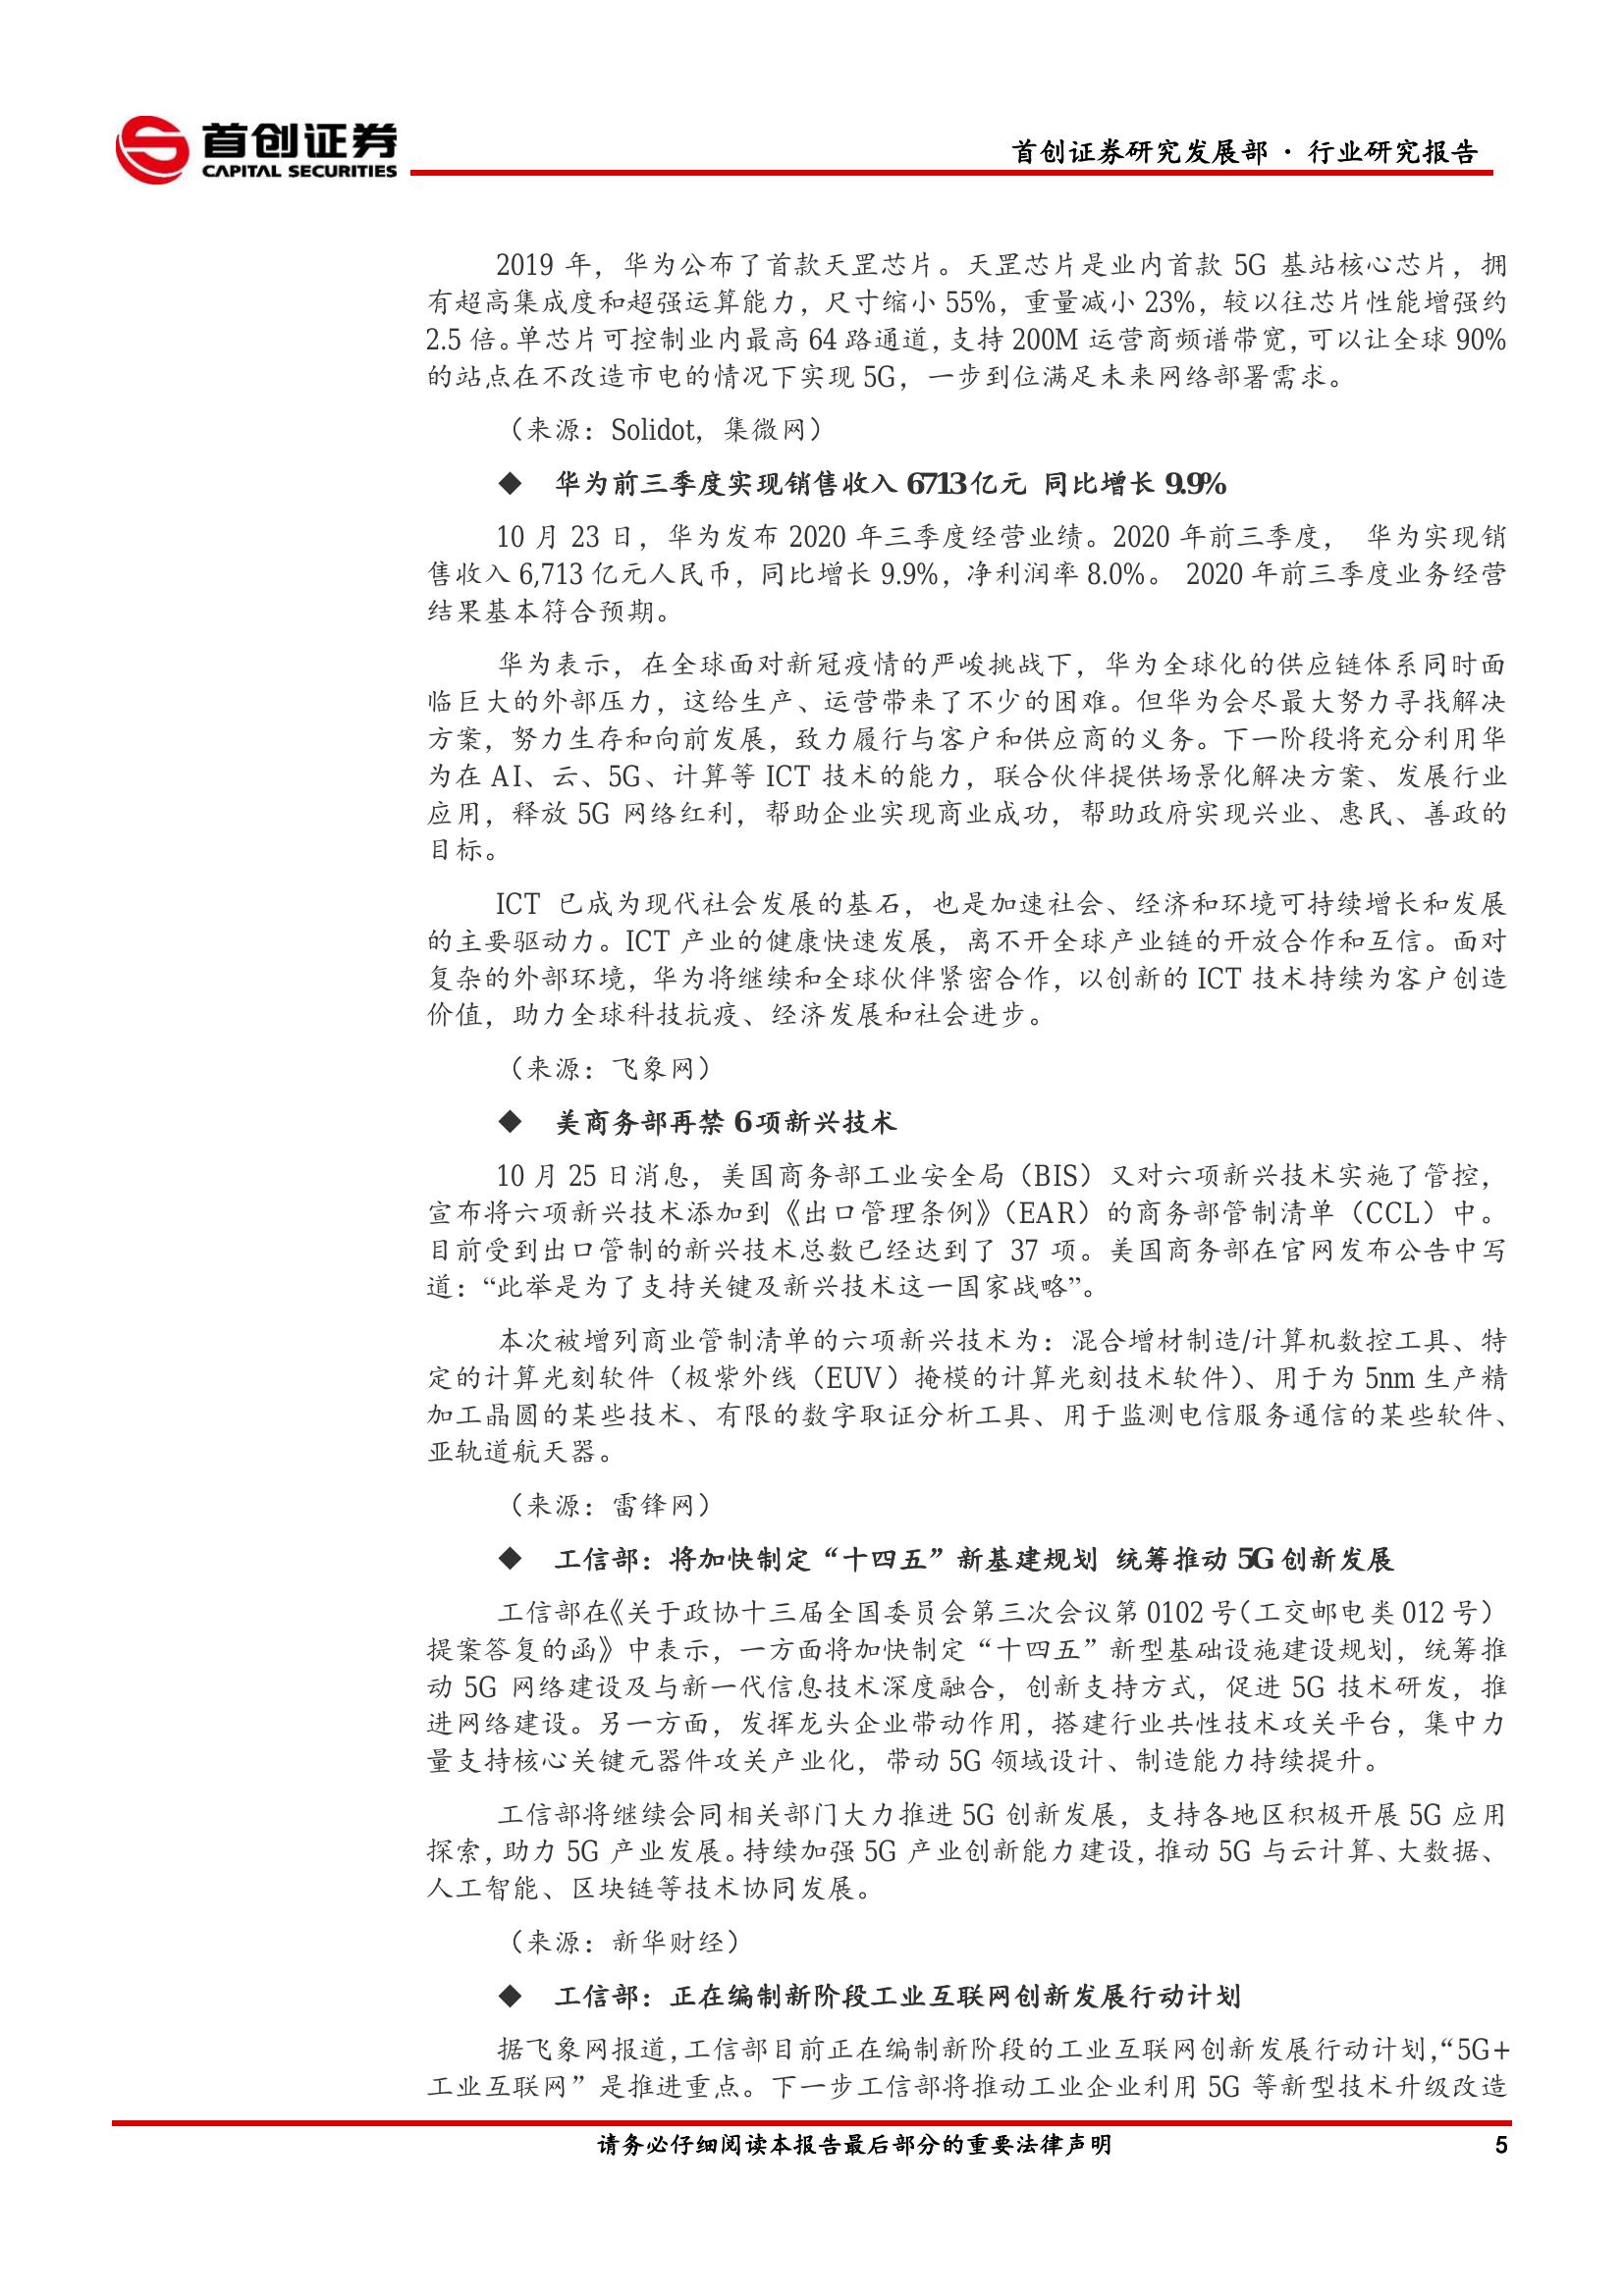 首创证券
CAPITAL SECURITIES
首创证券研究发展部 · 行业研究报告
2019 年，华为公布了首款天罡芯片。天罡芯片是业内首款 5G 基站核心芯片，拥
有超高集成度和超强运算能力，尺寸缩小 55%，重量减小 23%，较以往芯片性能增强约
2.5 倍。单芯片可控制业内最高 64 路通道，支持 200M 运营商频谱带宽，可以让全球 90%
的站点在不改造市电的情况下实现 5G，一步到位满足未来网络部署需求。
（来源：Solidot，集微网）
◆ 华为前三季度实现销售收入 6713 亿元 同比增长 9.9%
10 月 23 日，华为发布 2020 年三季度经营业绩。2020 年前三季度， 华为实现销
售收入 6,713 亿元人民币，同比增长 9.9%，净利润率 8.0%。 2020 年前三季度业务经营
结果基本符合预期。
华为表示，在全球面对新冠疫情的严峻挑战下，华为全球化的供应链体系同时面
临巨大的外部压力，这给生产、运营带来了不少的困难。但华为会尽最大努力寻找解决
方案，努力生存和向前发展，致力履行与客户和供应商的义务。下一阶段将充分利用华
为在 AI、云、5G、计算等 ICT 技术的能力，联合伙伴提供场景化解决方案、发展行业
应用，释放 5G 网络红利，帮助企业实现商业成功，帮助政府实现兴业、惠民、善政的
目标。
ICT 已成为现代社会发展的基石，也是加速社会、经济和环境可持续增长和发展
的主要驱动力。ICT 产业的健康快速发展，离不开全球产业链的开放合作和互信。面对
复杂的外部环境，华为将继续和全球伙伴紧密合作，以创新的 ICT 技术持续为客户创造
价值，助力全球科技抗疫、经济发展和社会进步。
（来源：飞象网）
◆ 美商务部再禁 6 项新兴技术
10 月 25 日消息，美国商务部工业安全局（BIS）又对六项新兴技术实施了管控，
宣布将六项新兴技术添加到《出口管理条例》（EAR）的商务部管制清单（CCL）中。
目前受到出口管制的新兴技术总数已经达到了 37 项。美国商务部在官网发布公告中写
道：“此举是为了支持关键及新兴技术这一国家战略”。
本次被增列商业管制清单的六项新兴技术为：混合增材制造/计算机数控工具、特
定的计算光刻软件（极紫外线（EUV）掩模的计算光刻技术软件）、用于为 5nm 生产精
加工晶圆的某些技术、有限的数字取证分析工具、用于监测电信服务通信的某些软件、
亚轨道航天器。
（来源：雷锋网）
◆ 工信部：将加快制定“十四五”新基建规划 统筹推动 5G 创新发展
工信部在《关于政协十三届全国委员会第三次会议第 0102 号（工交邮电类 012 号）
提案答复的函》中表示，一方面将加快制定“十四五”新型基础设施建设规划，统筹推
动 5G 网络建设及与新一代信息技术深度融合，创新支持方式，促进 5G 技术研发，推
进网络建设。另一方面，发挥龙头企业带动作用，搭建行业共性技术攻关平台，集中力
量支持核心关键元器件攻关产业化，带动 5G 领域设计、制造能力持续提升。
工信部将继续会同相关部门大力推进 5G 创新发展，支持各地区积极开展 5G 应用
探索，助力 5G 产业发展。持续加强 5G 产业创新能力建设，推动 5G 与云计算、大数据、
人工智能、区块链等技术协同发展。
（来源：新华财经）
◆ 工信部：正在编制新阶段工业互联网创新发展行动计划
据飞象网报道，工信部目前正在编制新阶段的工业互联网创新发展行动计划，“5G+
工业互联网”是推进重点。下一步工信部将推动工业企业利用 5G 等新型技术升级改造
请务必仔细阅读本报告最后部分的重要法律声明
5